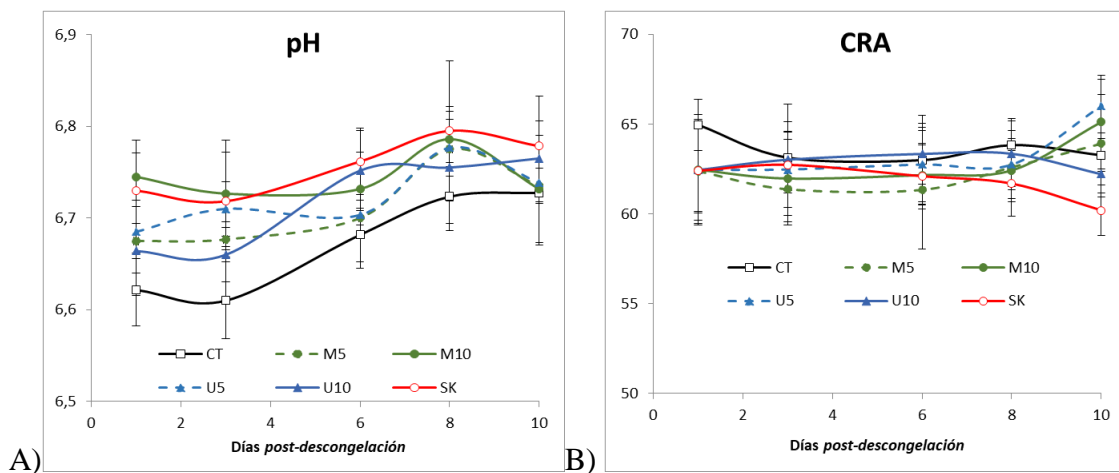 pH
6,9
6,8
6,7
6,6
6,5
0 2 4 6 8 10
CT M5 M10
U5 U10 SK
Días post-descongelación
A)
CRA
70
65
60
55
50
0 2 4 6 8 10
CT M5 M10
U5 U10 SK
Días post-descongelación
B)